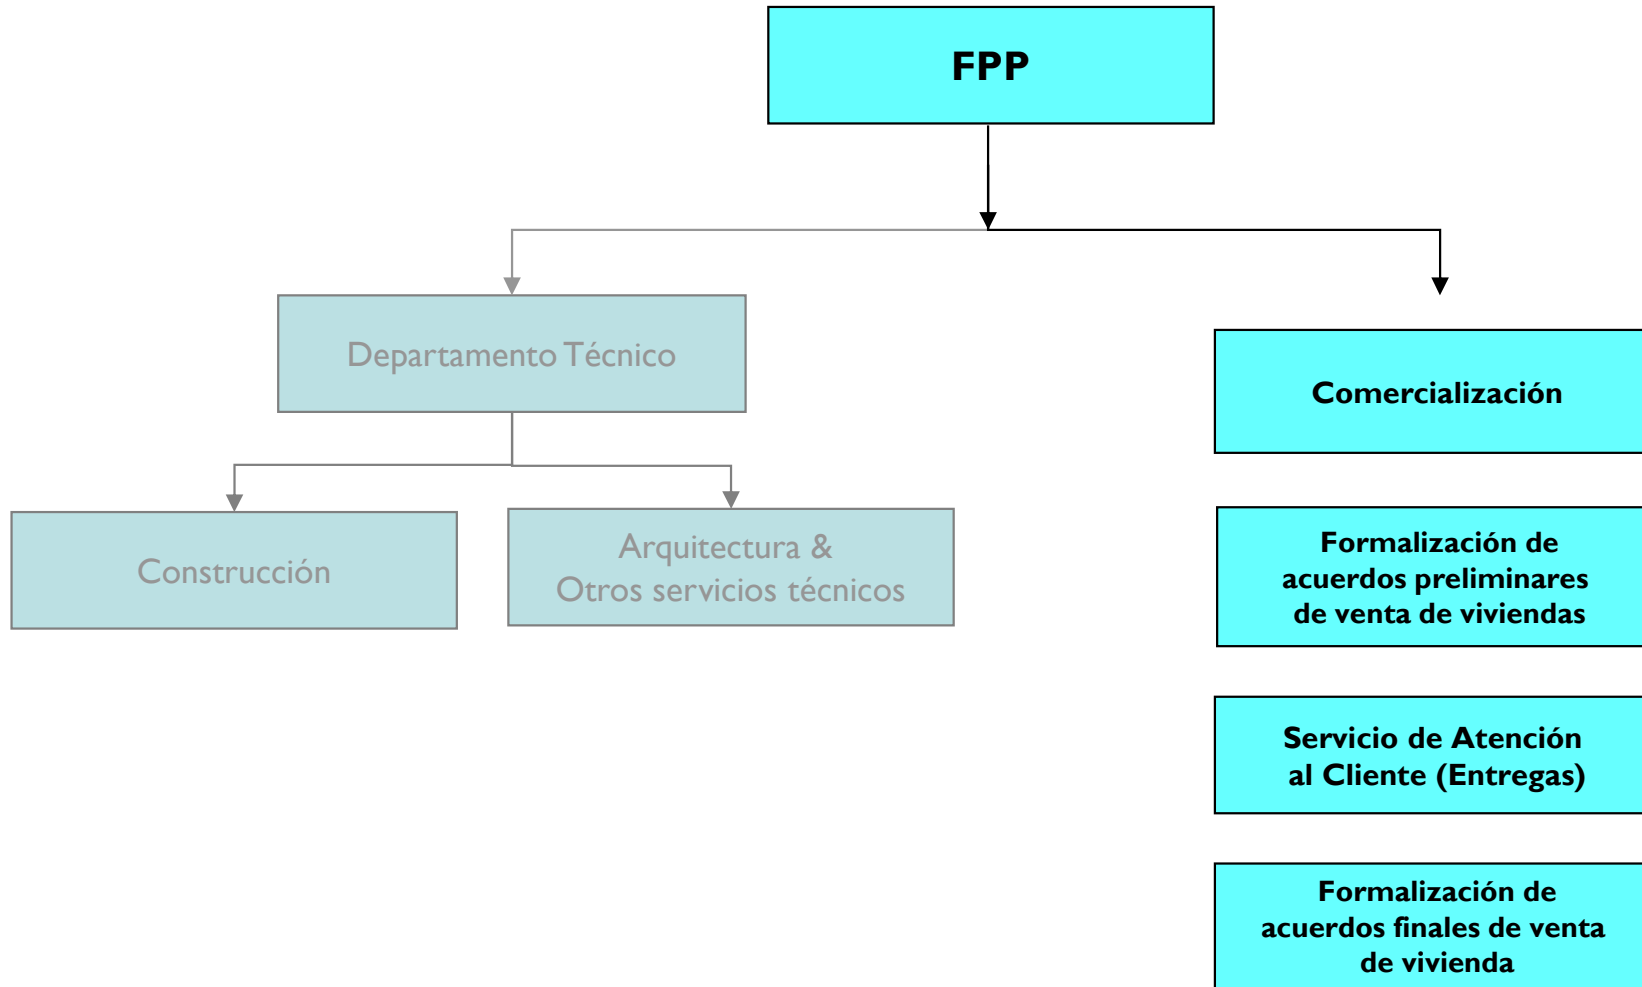 FPP
Departamento Técnico
Comercialización
Construcción
Arquitectura &
Otros servicios técnicos
Formalización de
acuerdos preliminares
de venta de viviendas
Servicio de Atención
al Cliente (Entregas)
Formalización de
acuerdos finales de venta
de vivienda